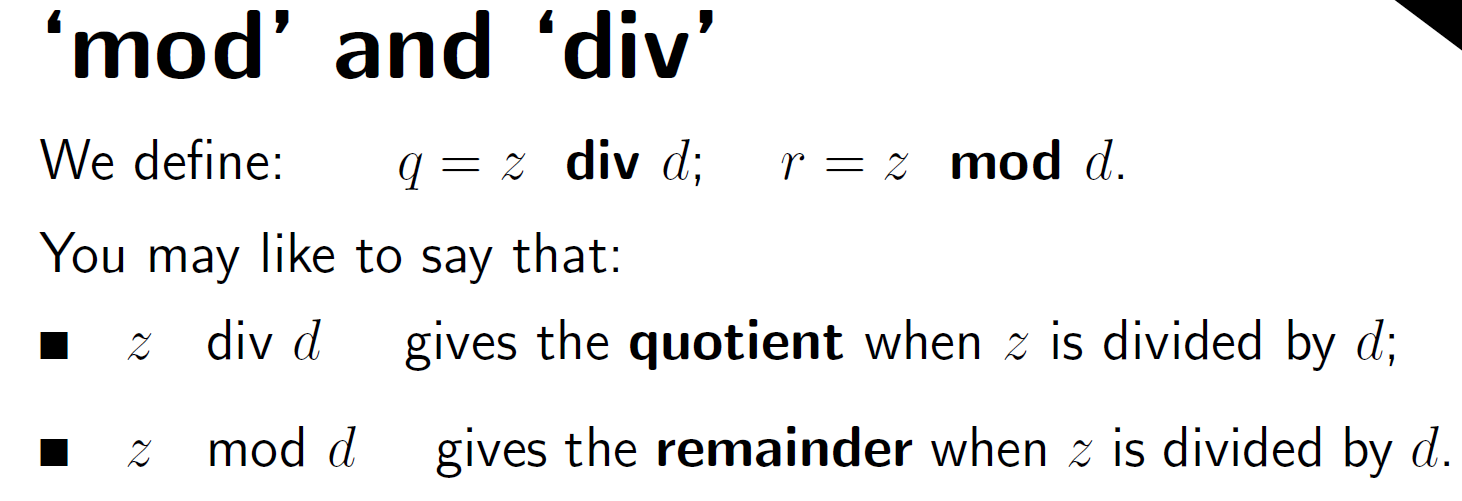 ‘mod’ and ‘div’
We define: q = z div d; r = z mod d.
You may like to say that:
■ z div d gives the quotient when z is divided by d;
■ z mod d gives the remainder when z is divided by d.